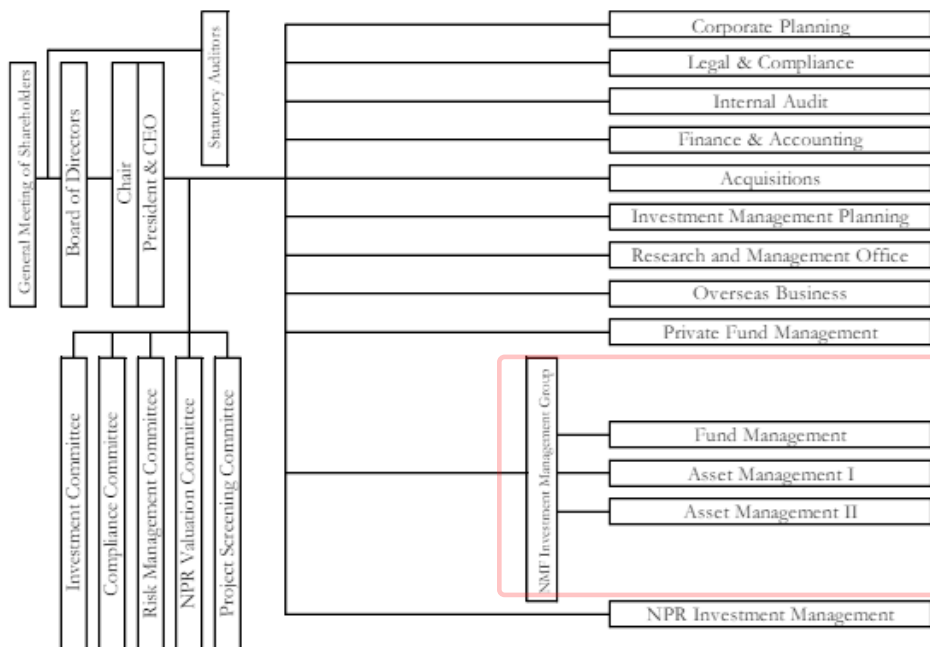 General Meeting of Shareholders
Board of Directors
Chair
President & CEO
Statutory Auditors
Investment Committee
Compliance Committee
Risk Management Committee
NPR Valuation Committee
Project Screening Committee
Corporate Planning
Legal & Compliance
Internal Audit
Finance & Accounting
Acquisitions
Investment Management Planning
Research and Management Office
Overseas Business
Private Fund Management
NMF Investment Management Group
Fund Management
Asset Management I
Asset Management II
NPR Investment Management